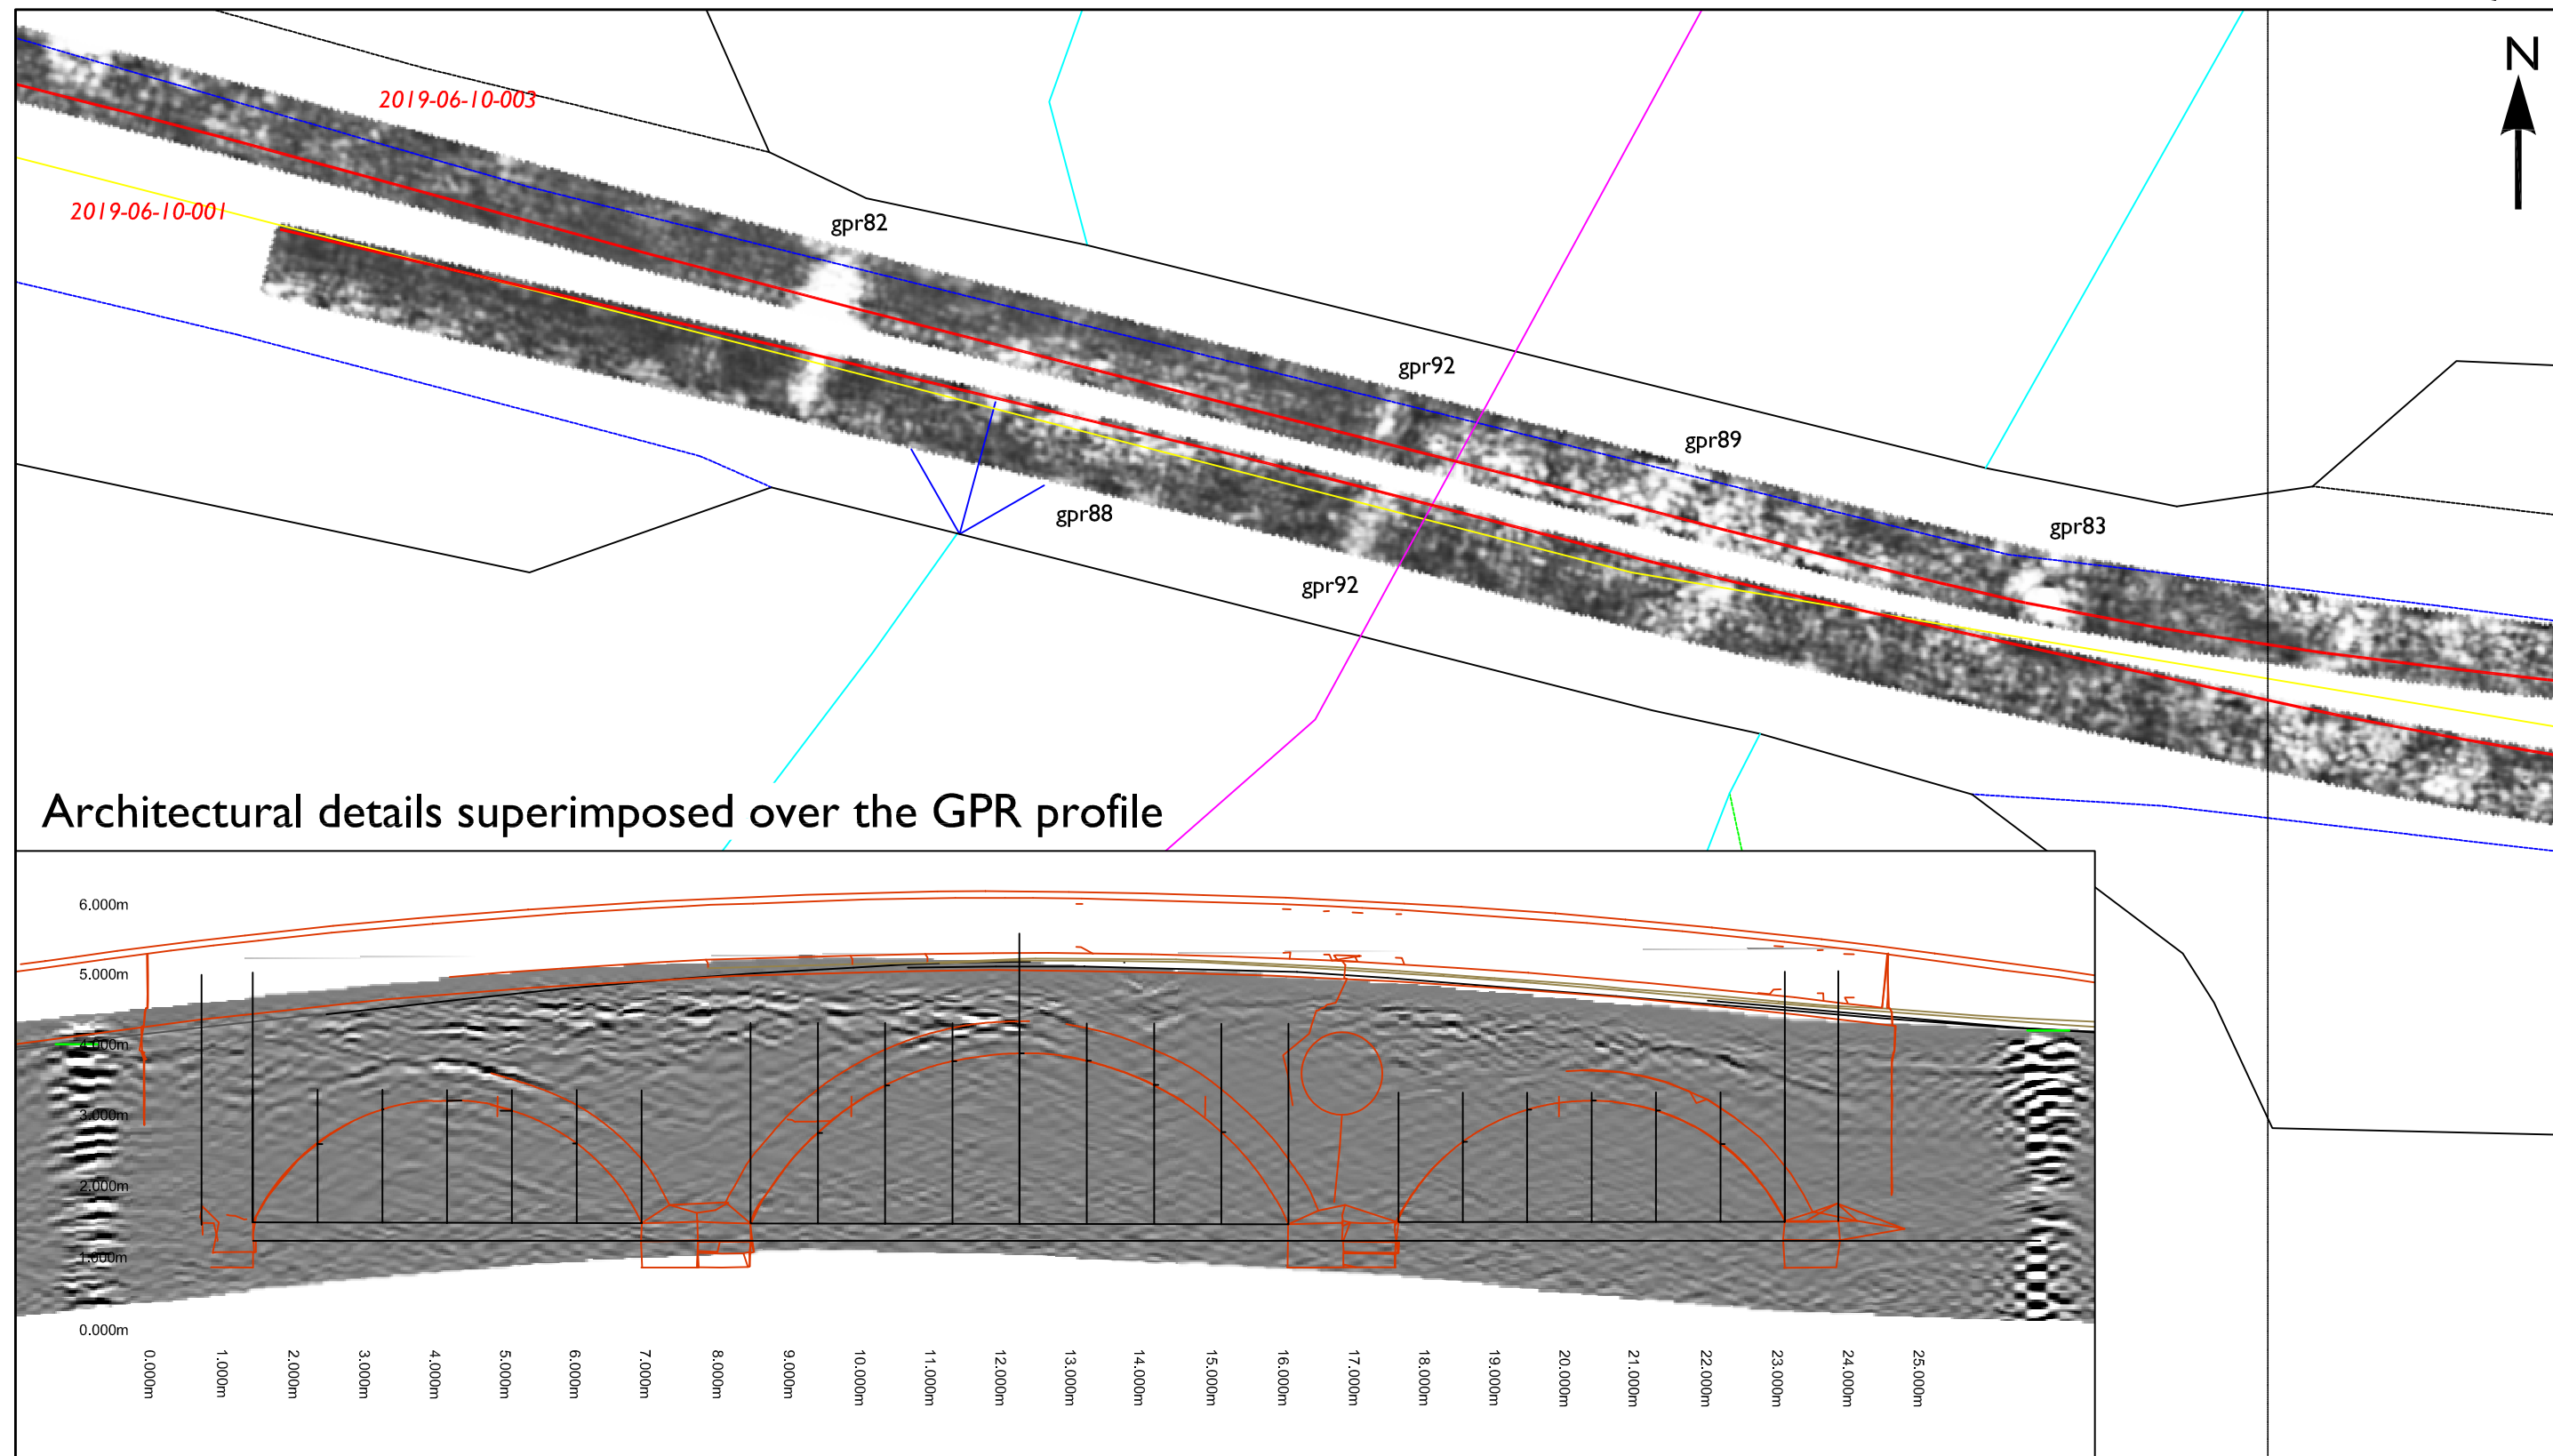 N
2019-06-10-003
2019-06-10-001
gpr82
gpr92
gpr89
gpr88
gpr83
gpr92
Architectural details superimposed over the GPR profile
6.000m
5.000m
4.000m
3.000m
2.000m
1.000m
0.000m
0.000m
1.000m
2.000m
3.000m
4.000m
5.000m
6.000m
7.000m
8.000m
9.000m
10.000m
11.000m
12.000m
13.000m
14.000m
15.000m
16.000m
17.000m
18.000m
19.000m
20.000m
21.000m
22.000m
23.000m
24.000m
25.000m